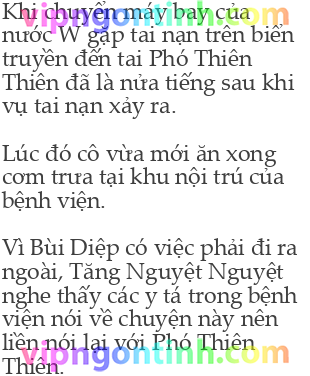 Khi chuyển máy bay của
nước W gặp tai nạn trên biển
truyền đến tai Phó Thiên
Thiên đã là nửa tiếng sau khi
vụ tai nạn xảy ra.
Lúc đó cô vừa mới ăn xong
cơm trưa tại khu nội trú của
bệnh viện.
Vì Bùi Diệp có việc phải đi ra
ngoài, Tăng Nguyệt Nguyệt
nghe thấy các y tá trong bệnh
viện nói về chuyện này nên
liền nói lại với Phó Thiên
Thiên.
vipngontinh.com
vipngontinh.com